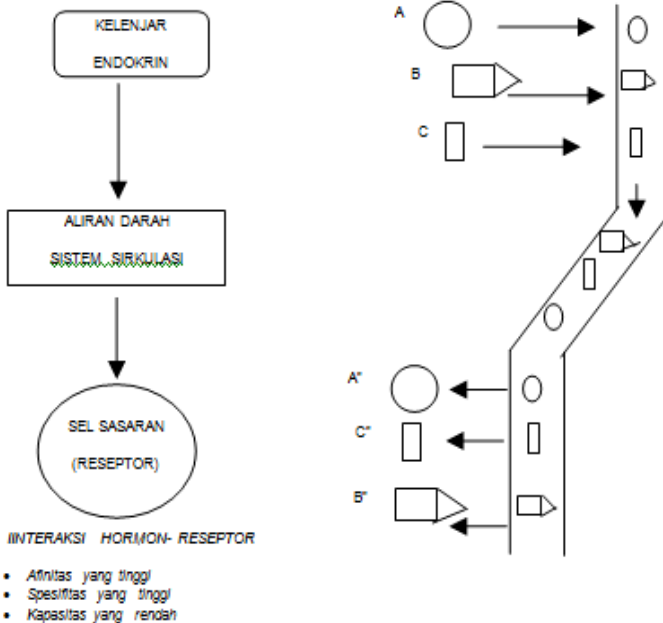 KELENJAR
ENDOKRIN
ALIRAN DARAH
SISTEM SIRKULASI
SEL SASARAN
(RESEPTOR)
IINTERAKSI HORMON- RESEPTOR
• Afinitas yang tinggi
• Spesifitas yang tinggi
• Kapasitas yang rendah
A
B
C
A"
C"
B"